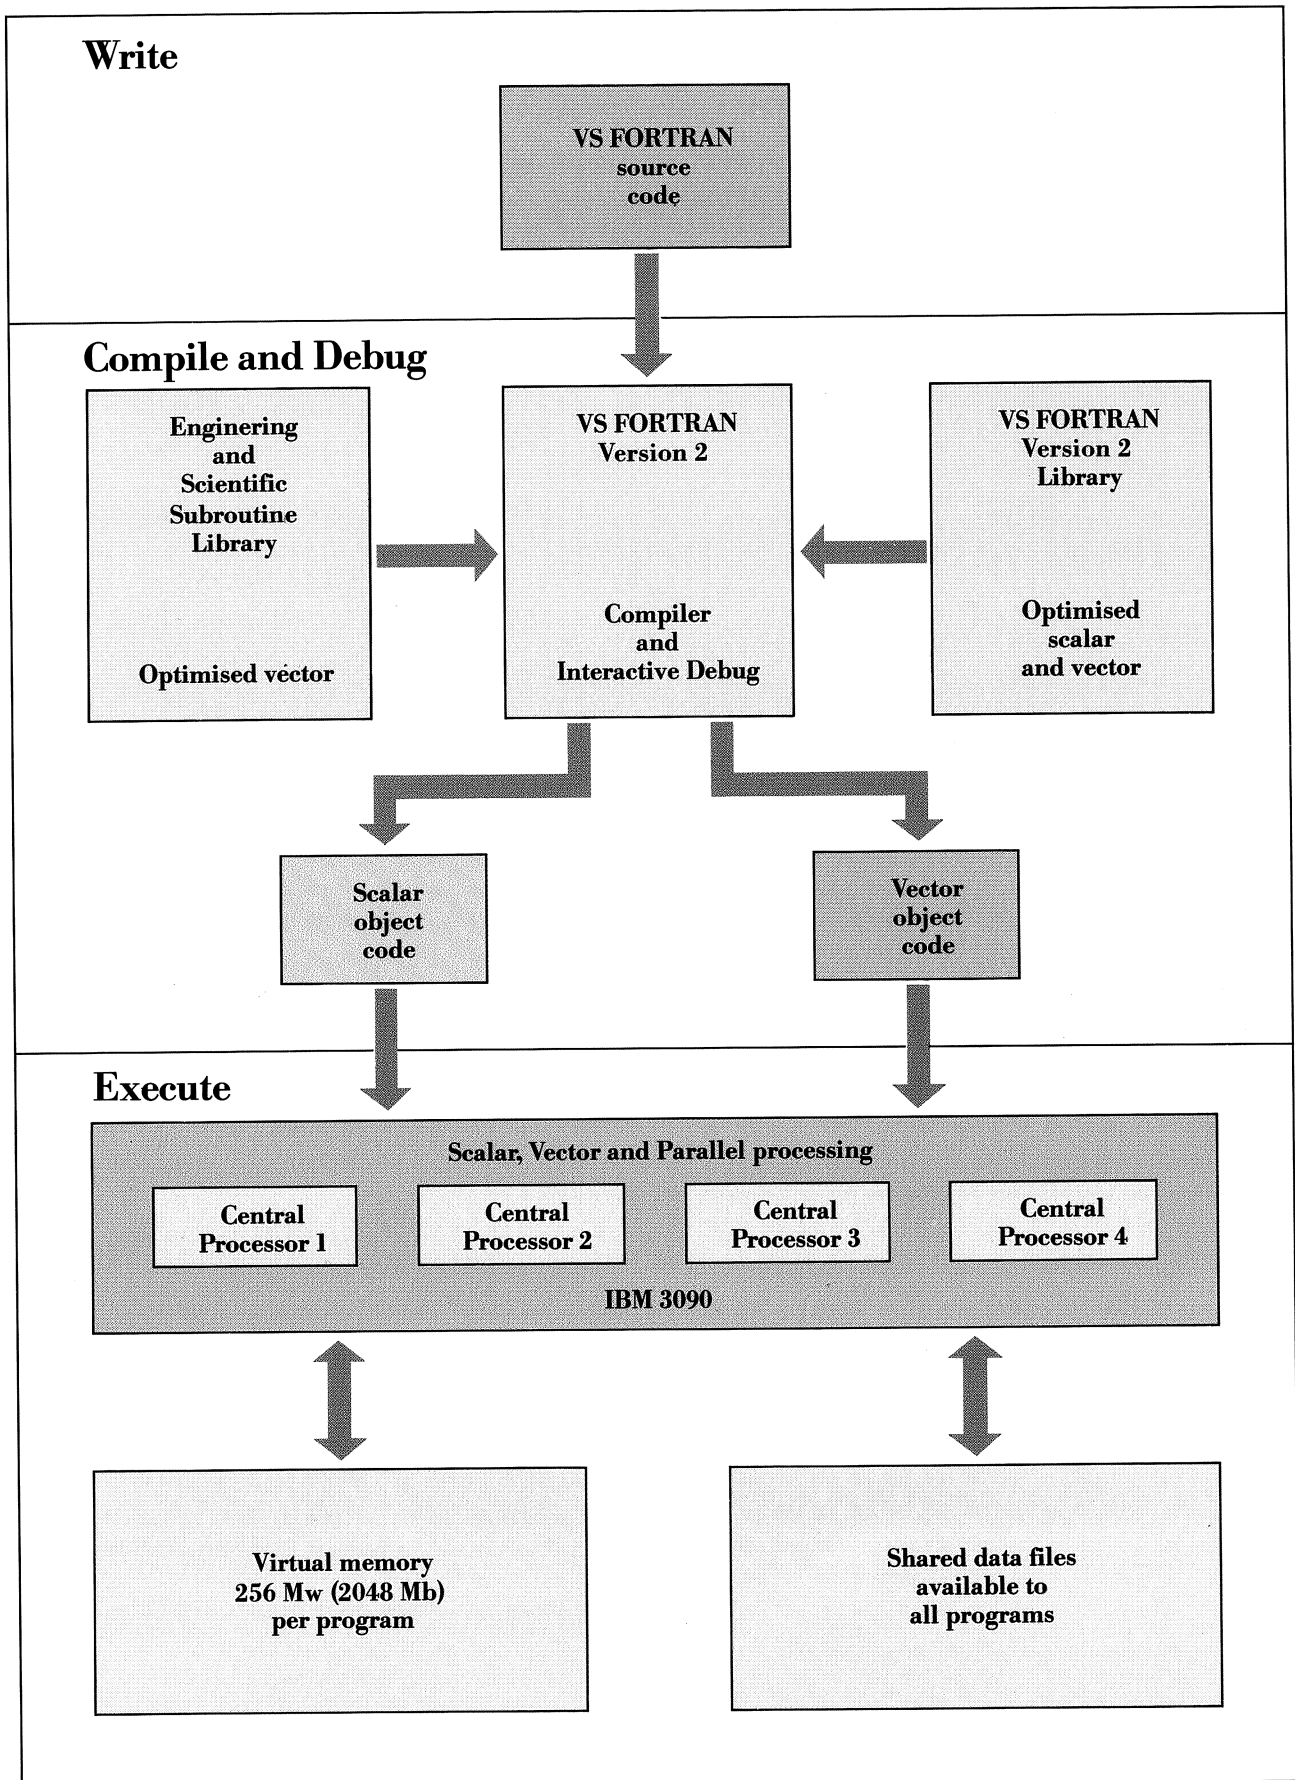 Write
VS FORTRAN
source
code
Compile and Debug
Enginering
and
Scientific
Subroutine
Library
Optimised vector
VS FORTRAN
Version 2
Compiler
and
Interactive Debug
VS FORTRAN
Version 2
Library
Optimised
scalar
and vector
Scalar
object
code
Vector
object
code
Execute
Scalar, Vector and Parallel processing
Central
Processor 1
Central
Processor 2
Central
Processor 3
Central
Processor 4
IBM 3090
Virtual memory
256 Mw (2048 Mb)
per program
Shared data files
available to
all programs